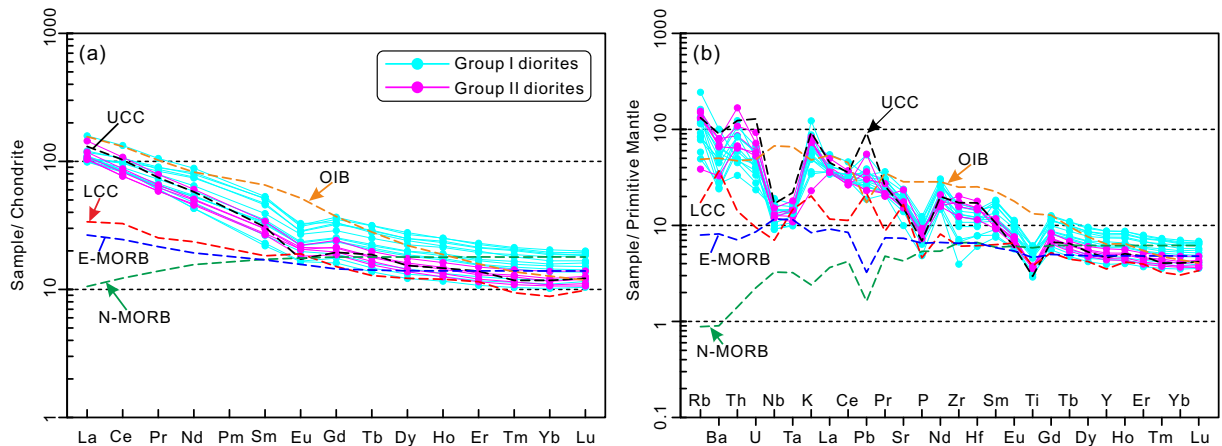 (a)
Sample/ Chondrite
1000
100
10
1
Group I diorites
Group II diorites
UCC
LCC
OIB
E-MORB
N-MORB
La Ce Pr Nd Pm Sm Eu Gd Tb Dy Ho Er Tm Yb Lu
(b)
Sample/ Primitive Mantle
1000
100
10
1
0.1
UCC
OIB
LCC
E-MORB
N-MORB
Rb Th Nb K Ce Pr P Zr Sm Ti Tb Y Er Yb
Ba U Ta La Pb Sr Nd Hf Eu Gd Dy Ho Tm Lu